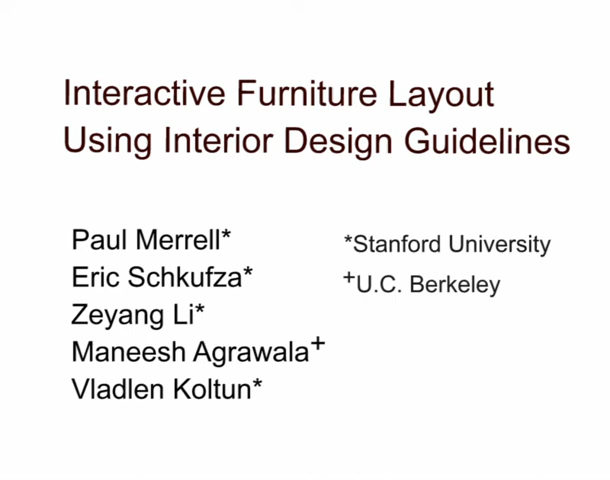 Interactive Furniture Layout
Using Interior Design Guidelines
Paul Merrell*
Eric Schkufza*
Zeyang Li*
Maneesh Agrawala+
Vladlen Koltun*
*Stanford University
+U.C. Berkeley